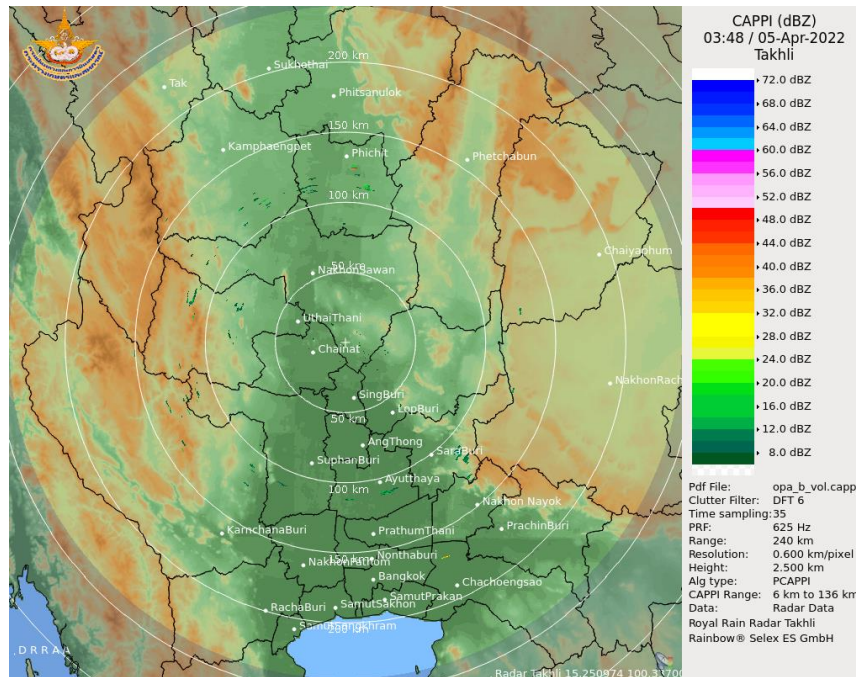 CAPPI (dBZ)
03:48 / 05-Apr-2022
Takhli
72.0 dBZ
68.0 dBZ
64.0 dBZ
60.0 dBZ
56.0 dBZ
52.0 dBZ
48.0 dBZ
44.0 dBZ
40.0 dBZ
36.0 dBZ
32.0 dBZ
28.0 dBZ
24.0 dBZ
20.0 dBZ
16.0 dBZ
12.0 dBZ
8.0 dBZ
Pdf File: opa_b_vol.capp
Clutter Filter: DFT 6
Time sampling:35
PRF: 625 Hz
Range: 240 km
Resolution: 0.600 km/pixel
Height: 2.500 km
Alg type: PCAPPI
CAPPI Range: 6 km to 136 km
Data: Radar Data
Royal Rain Radar Takhli
Rainbow® Selex ES GmbH
200 km
Sukhothai
Tak
Phitsanulok
150 km
Kamphaengpet
Phichit
Phetchabun
100 km
Chaiyaphum
50 km
NakhonSawan
UthaiThani
Chainat
NakhonRach
SingBuri
LopBuri
50 km
AngThong
SaraBuri
SuphanBuri
Ayutthaya
100 km
Nakhon Nayok
KanchanaBuri
PrathumThani
PrachinBuri
150 km
Nonthaburi
NakhonPathom
Bangkok
Chachoengsao
SamutPrakan
RachaBuri
SamutSakhon
200 km
SamutSongkhram
, D R R A A
Radar Takhli 15.250974 100.33700